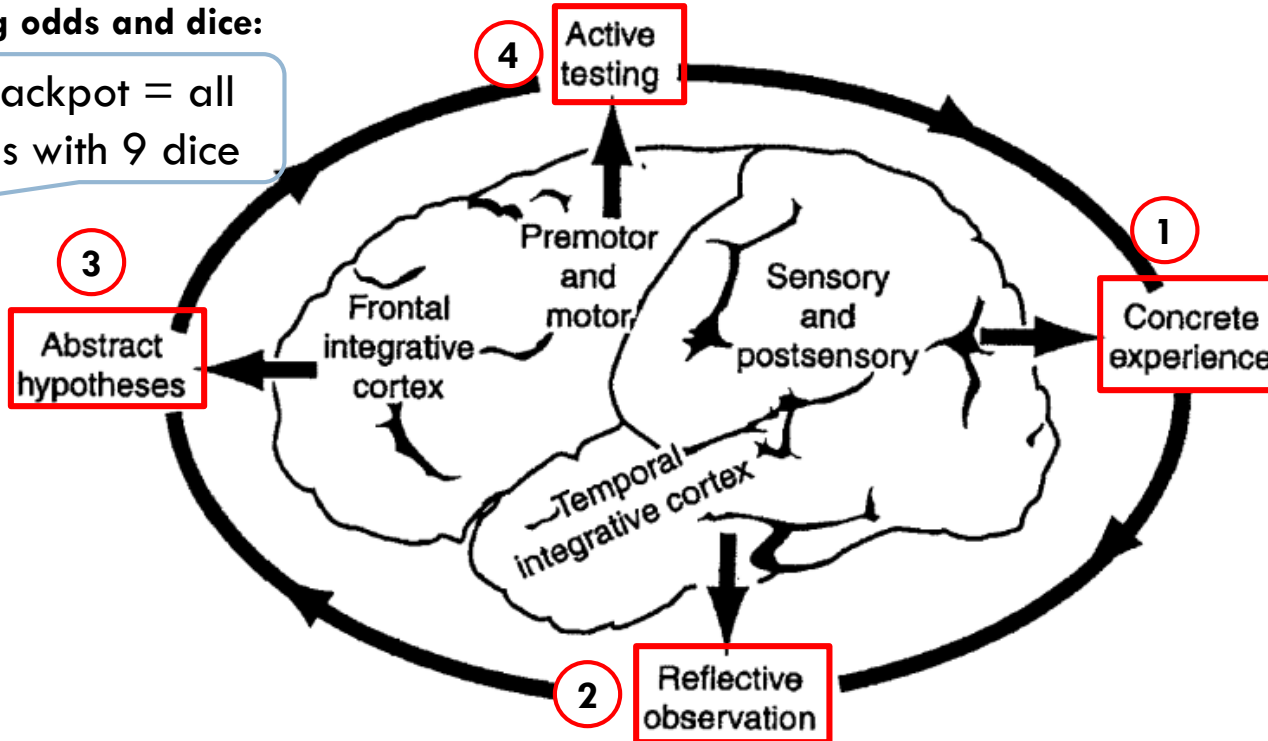 g odds and dice:
ackpot = all
s with 9 dice
4
Active
testing
1
Concrete
experience
3
Abstract
hypotheses
Premotor
and
motor
Frontal
integrative
cortex
Sensory
and
postsensory
Temporal
integrative cortex
2
Reflective
observation